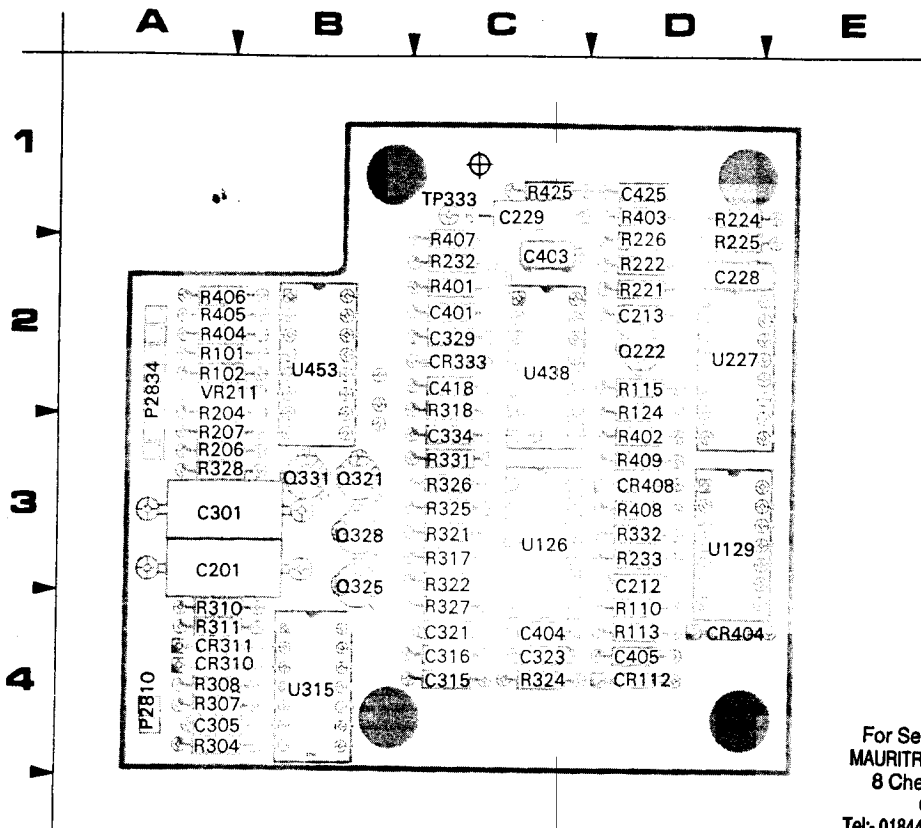 A B C D E
1
TP333 R425 C425
C229 R403 R224
R407 R226 R225
R232 C403 R222 C228
R401 R221
2
R406 C401 C213
R405
R404 C329 Q222
R101 CR333 U227
R102 U453 U438
P2834 VR211 C418 R115
R204 R318 R124
R207 C334 R402
R206 R331 R409
R328 Q331 Q321 R326 CR408
3
C301 R325 R408
Q328 R321 U126 R332 U129
R317 R233
C201 Q325 R322 C212
R310 R327 R110
R311 C321 C404 R113 CR404
CR311
CR310 C316 C323 C405
4
R308 U315 C315 R324 CR112
P2810 R307
C305
R304
For Se
MAURITR
8 Che
Tel:- 01844